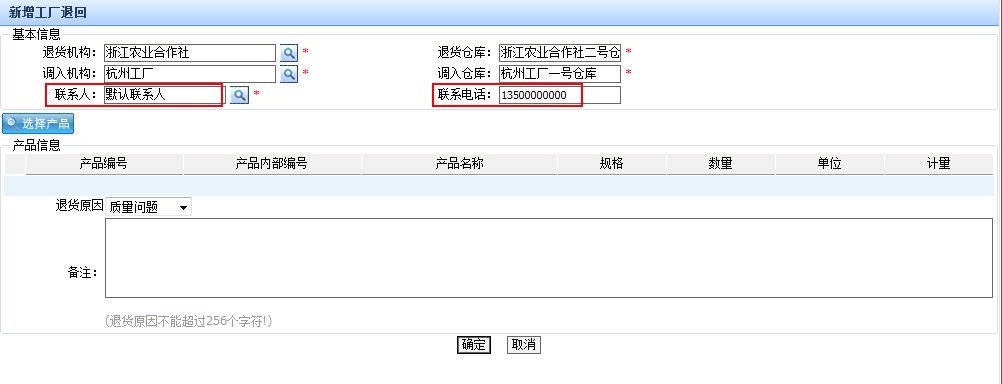 新增工厂退回
基本信息
退货机构： 浙江农业合作社 * 退货仓库： 浙江农业合作社二号仓 *
调入机构： 杭州工厂 * 调入仓库： 杭州工厂一号仓库 *
联系人： 默认联系人 * 联系电话： 13500000000
选择产品
产品信息
产品编号 产品内部编号 产品名称 规格 数量 单位 计量
退货原因 质量问题
备注：
(退货原因不能超过256个字符!)
确定 取消